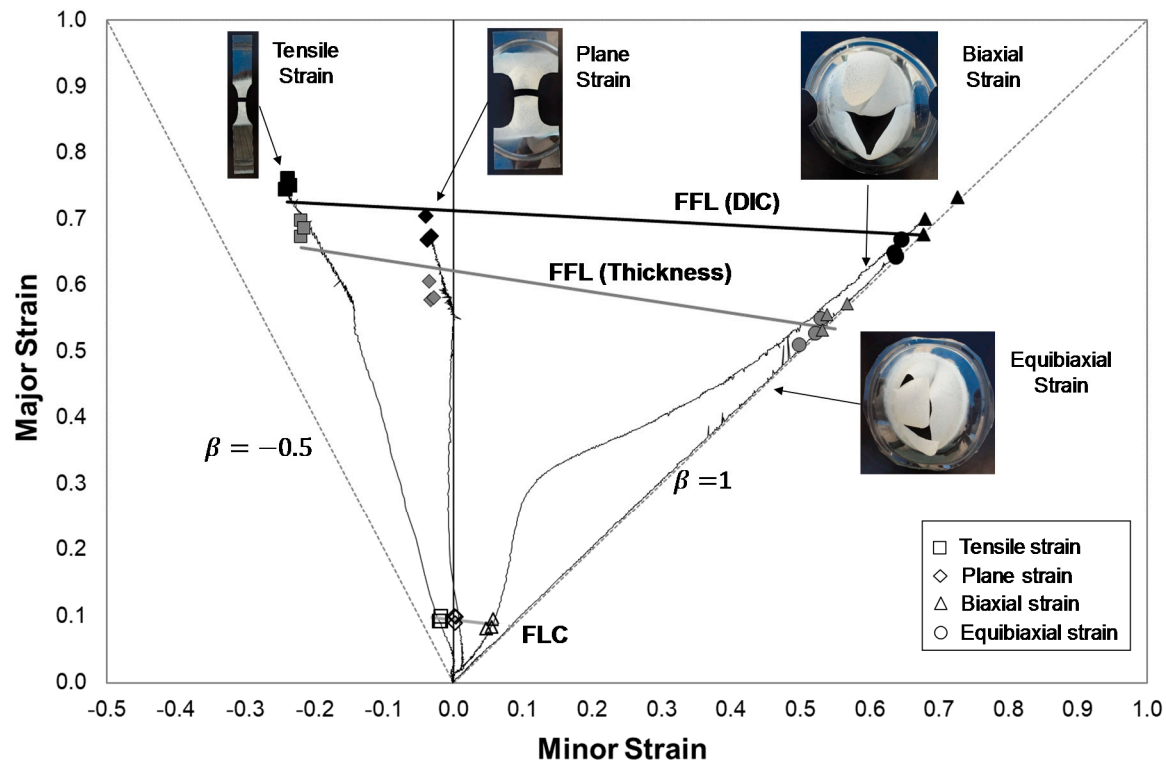 1.0
0.9
0.8
0.7
0.6
0.5
0.4
0.3
0.2
0.1
0.0
Major Strain
-0.5 -0.4 -0.3 -0.2 -0.1 0.0 0.1 0.2 0.3 0.4 0.5 0.6 0.7 0.8 0.9 1.0
Minor Strain
Tensile
Strain
Plane
Strain
Biaxial
Strain
FFL (DIC)
FFL (Thickness)
Equibiaxial
Strain
β = −0.5
β =1
FLC
Tensile strain
Plane strain
Biaxial strain
Equibiaxial strain